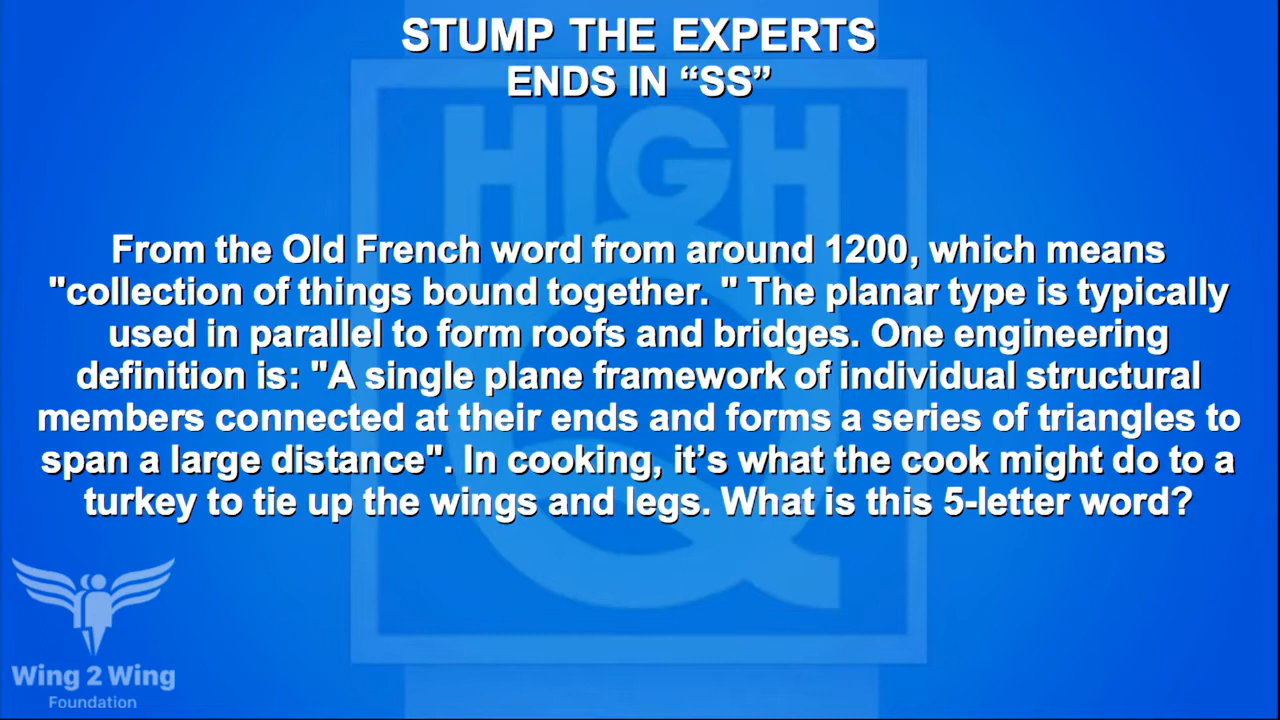 STUMP THE EXPERTS
ENDS IN “SS”
HIGH
Q
From the Old French word from around 1200, which means
"collection of things bound together. " The planar type is typically
used in parallel to form roofs and bridges. One engineering
definition is: "A single plane framework of individual structural
members connected at their ends and forms a series of triangles to
span a large distance". In cooking, it’s what the cook might do to a
turkey to tie up the wings and legs. What is this 5-letter word?
Wing 2 Wing
Foundation